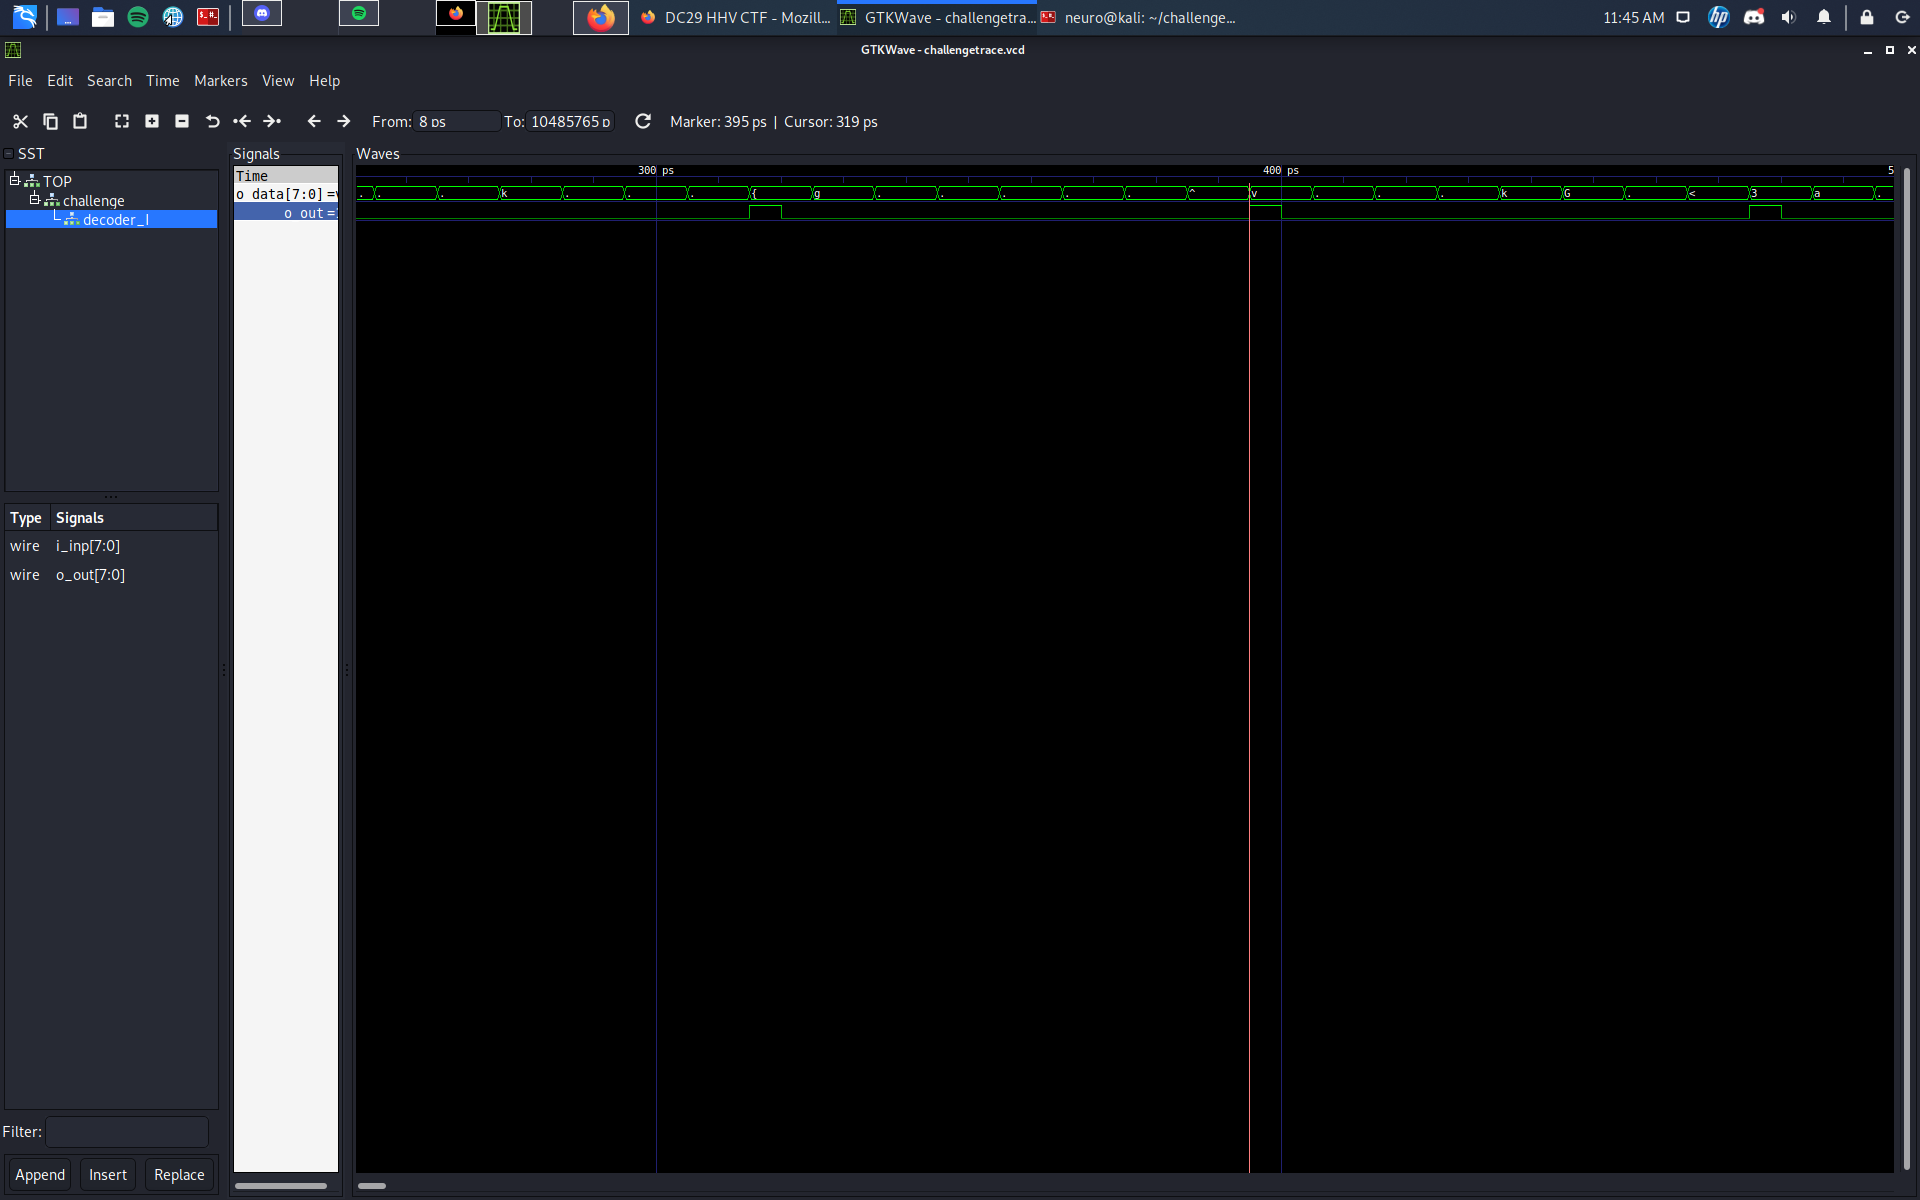 DC29 HHV CTF - Mozill...
GTKWave - challengetra...
neuro@kali: ~/challenge...
11:45 AM
GTKWave - challengetrace.vcd
File Edit Search Time Markers View Help
From: 8 ps To: 10485765 p Marker: 395 ps | Cursor: 319 ps
SST
TOP
challenge
decoder_I
Type Signals
wire i_inp[7:0]
wire o_out[7:0]
Filter:
Append Insert Replace
Signals
Time
o_data[7:0] =v
o_out =1
Waves
300 ps 400 ps 5
. . . k . . . { g . . . . . ^ v . . . k G . < 3 a .